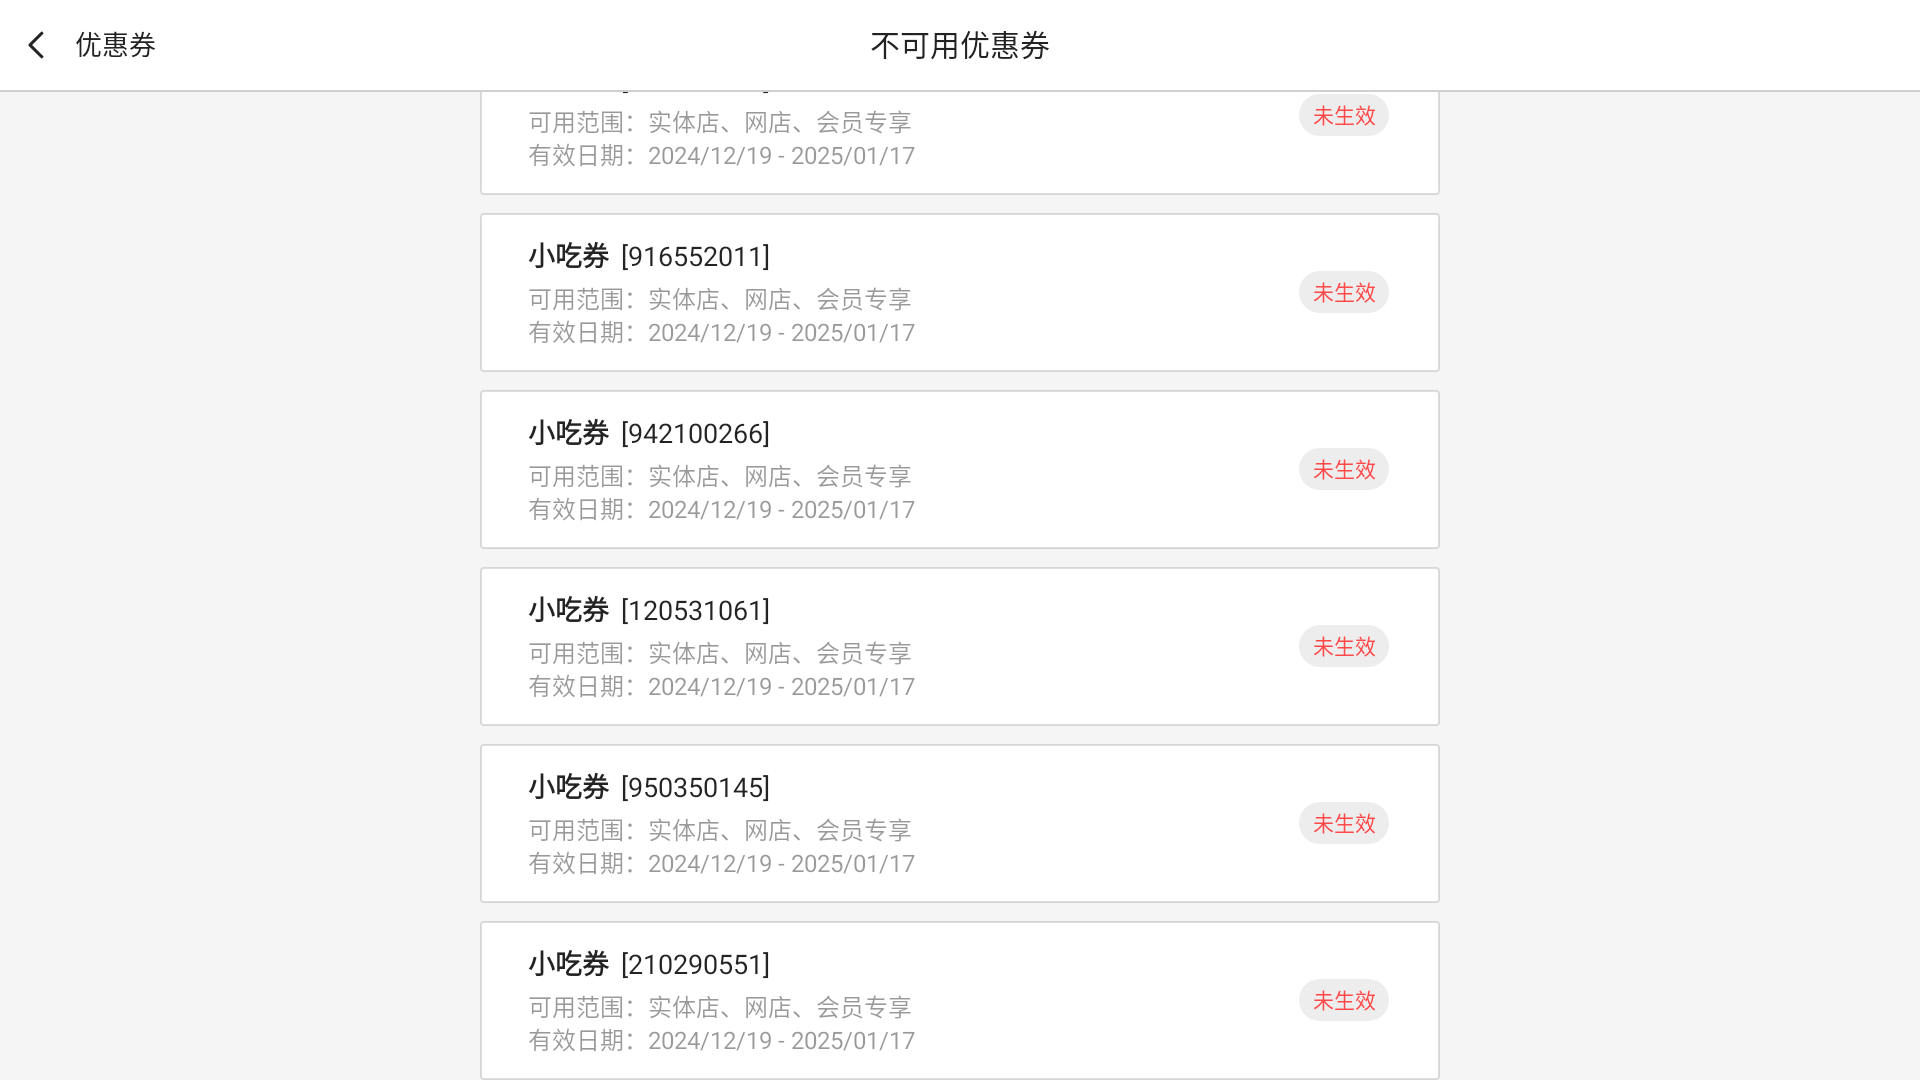 优惠券
不可用优惠券
可用范围：实体店、网店、会员专享
有效日期：2024/12/19 - 2025/01/17
未生效
小吃券 [916552011]
可用范围：实体店、网店、会员专享
有效日期：2024/12/19 - 2025/01/17
未生效
小吃券 [942100266]
可用范围：实体店、网店、会员专享
有效日期：2024/12/19 - 2025/01/17
未生效
小吃券 [120531061]
可用范围：实体店、网店、会员专享
有效日期：2024/12/19 - 2025/01/17
未生效
小吃券 [950350145]
可用范围：实体店、网店、会员专享
有效日期：2024/12/19 - 2025/01/17
未生效
小吃券 [210290551]
可用范围：实体店、网店、会员专享
有效日期：2024/12/19 - 2025/01/17
未生效